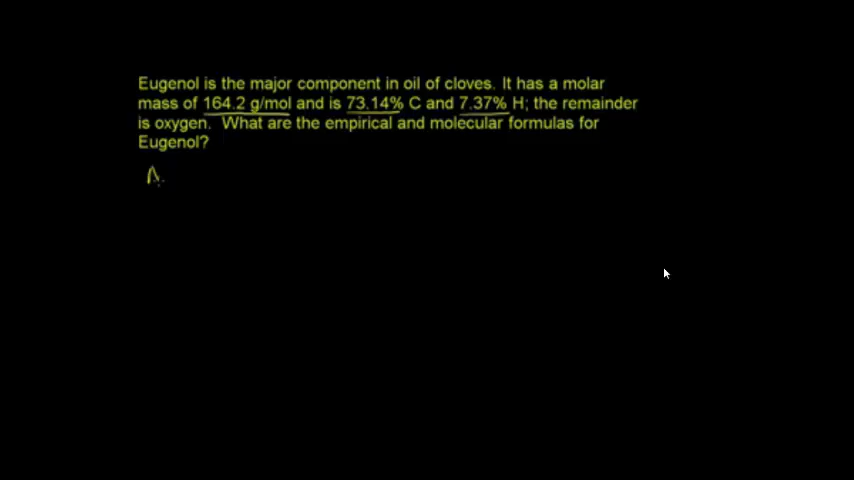 Eugenol is the major component in oil of cloves. It has a molar
mass of 164.2 g/mol and is 73.14% C and 7.37% H; the remainder
is oxygen. What are the empirical and molecular formulas for
Eugenol?